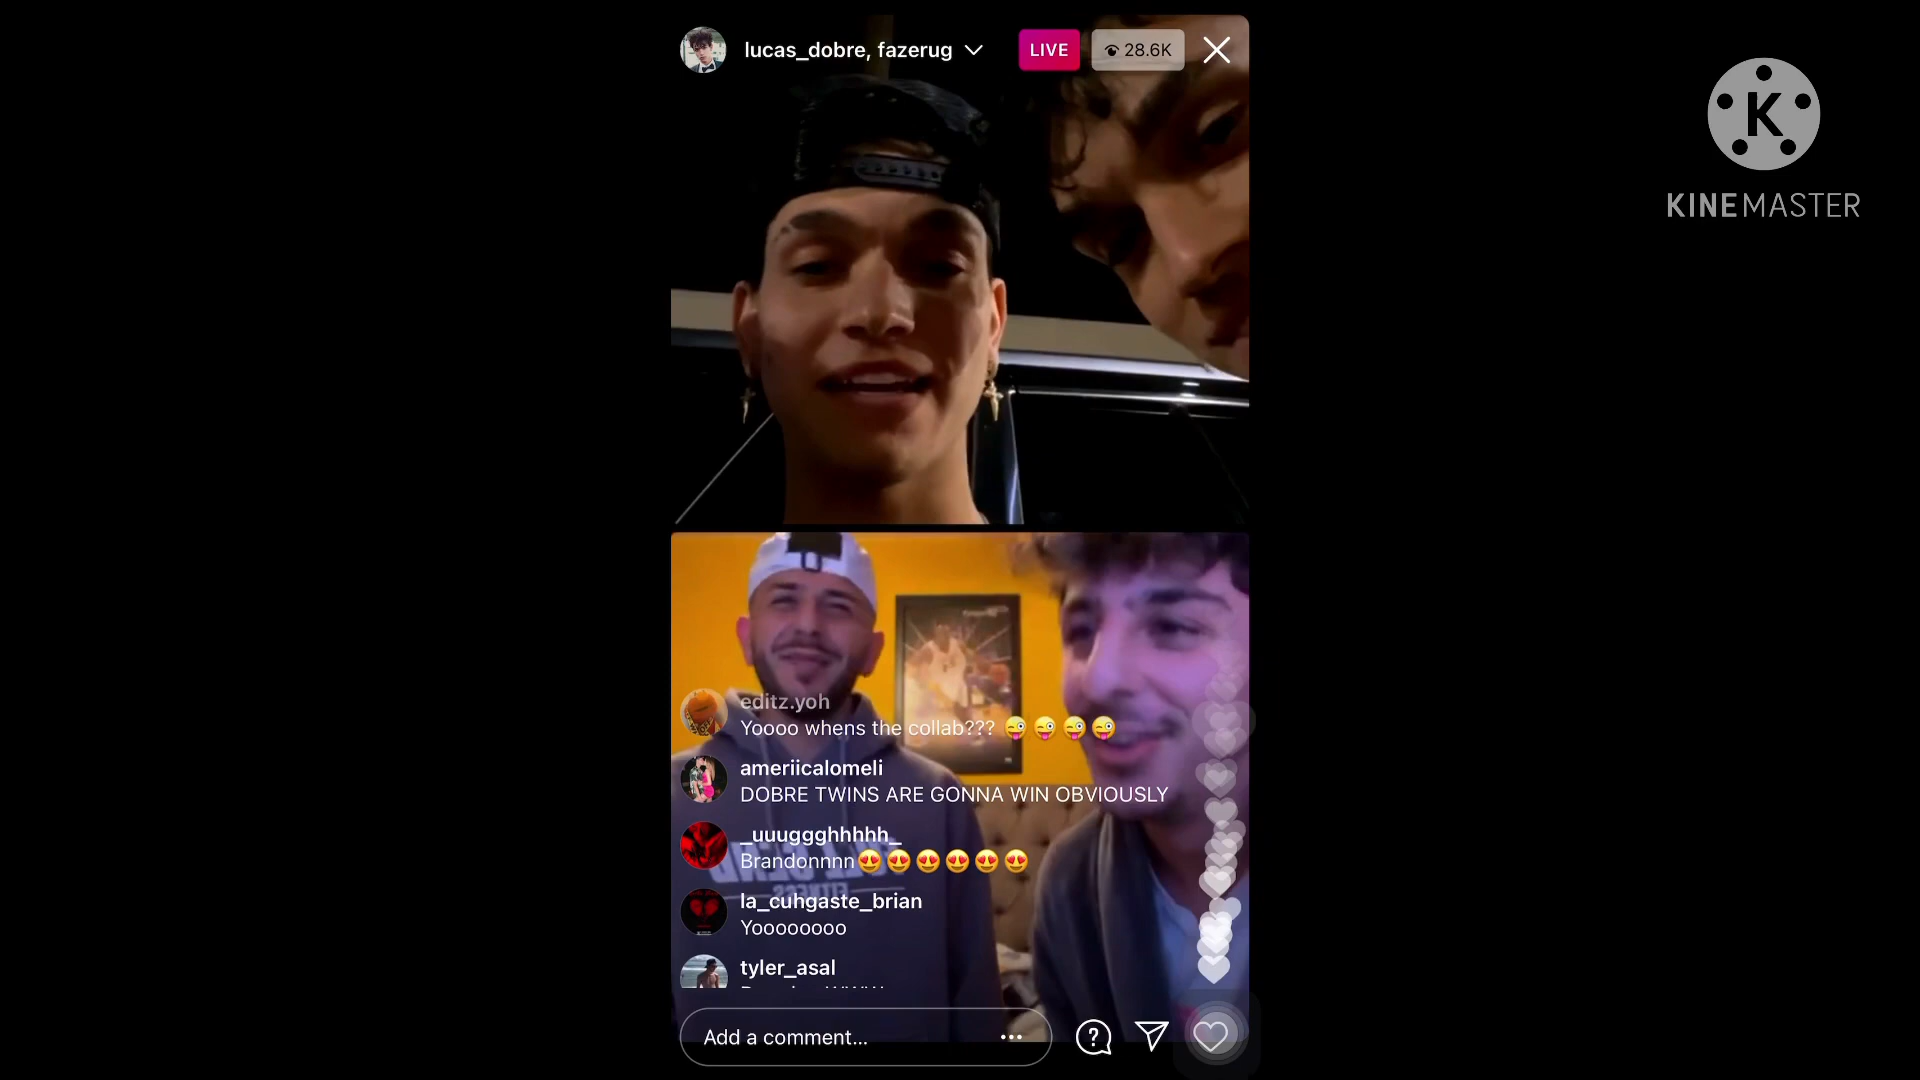 lucas_dobre, fazerug
LIVE
28.6K
KINEMASTER
editz.yoh
Yoooo whens the collab??? 😜😜😜😜
ameriicalomeli
DOBRE TWINS ARE GONNA WIN OBVIOUSLY
_uuuggghhhhh_
Brandonnnn😍😍😍😍😍😍
FITNESS
la_cuhgaste_brian
Yoooooooo
tyler_asal
Add a comment...